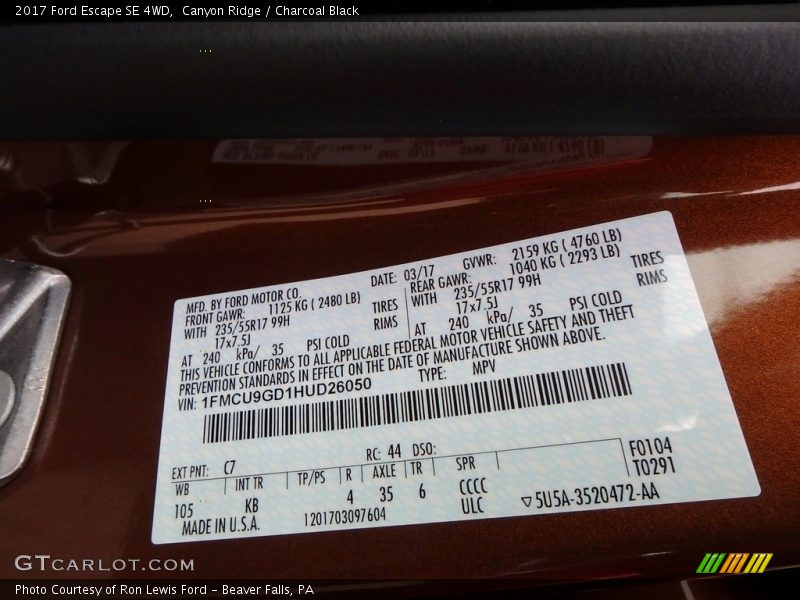 2017 Ford Escape SE 4WD, Canyon Ridge / Charcoal Black
MFD. BY FORD MOTOR CO. DATE: 03/17 GVWR: 2159 KG ( 4760 LB)
FRONT GAWR: 1125 KG ( 2480 LB) REAR GAWR: 1040 KG ( 2293 LB)
WITH 235/55R17 99H TIRES WITH 235/55R17 99H TIRES
17x7.5J RIMS 17x7.5J RIMS
AT 240 kPa/ 35 PSI COLD AT 240 kPa/ 35 PSI COLD
THIS VEHICLE CONFORMS TO ALL APPLICABLE FEDERAL MOTOR VEHICLE SAFETY AND THEFT
PREVENTION STANDARDS IN EFFECT ON THE DATE OF MANUFACTURE SHOWN ABOVE.
VIN: 1FMCU9GD1HUD26050 TYPE: MPV
EXT PNT: C7 RC: 44 DSO:
WB INT TR TP/PS R AXLE TR SPR F0104
T0291
105 KB 4 35 6 CCCC
MADE IN U.S.A. 1201703097604 ULC ▽5U5A-3520472-AA
GTCARLOT.COM
Photo Courtesy of Ron Lewis Ford - Beaver Falls, PA